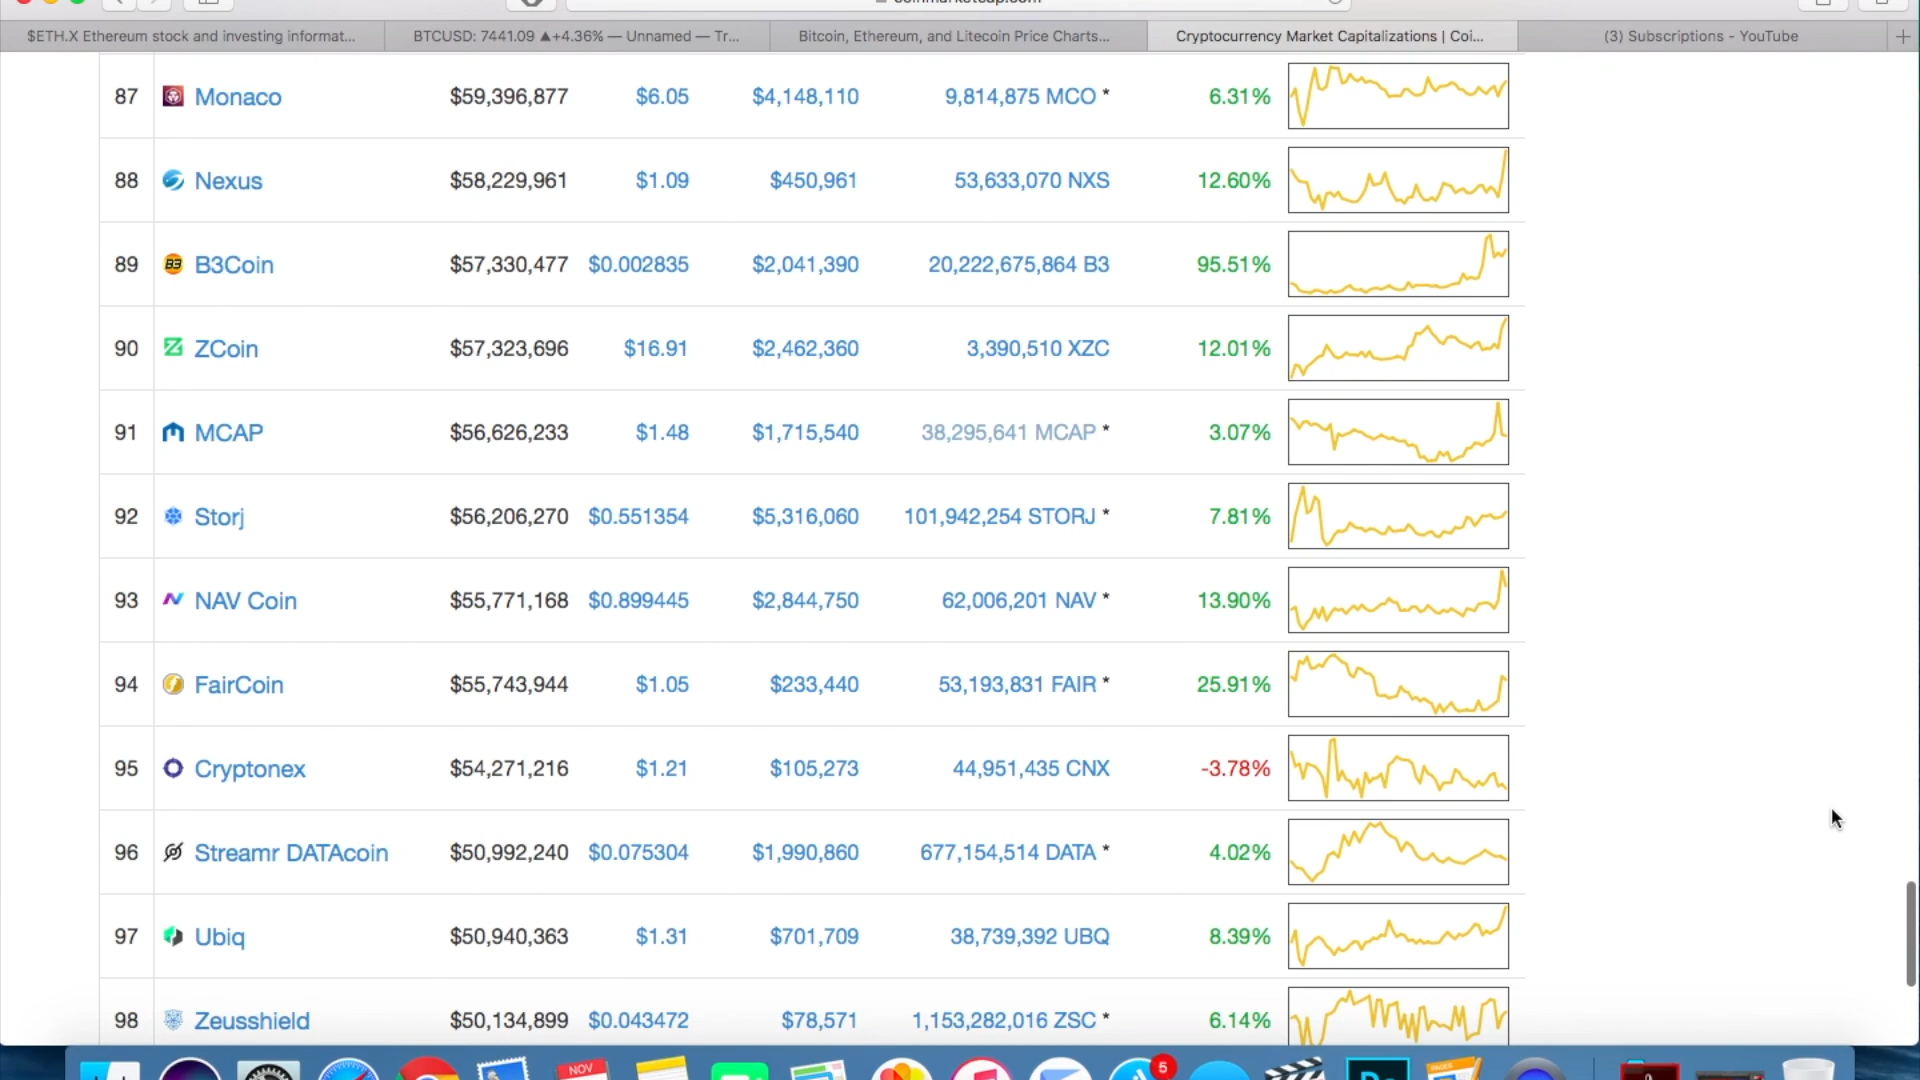 $ETH.X Ethereum stock and investing informat... BTCUSD: 7441.09 ▲+4.36% — Unnamed — Tr... Bitcoin, Ethereum, and Litecoin Price Charts... Cryptocurrency Market Capitalizations | Coi... (3) Subscriptions - YouTube +
87 Monaco $59,396,877 $6.05 $4,148,110 9,814,875 MCO * 6.31%
88 Nexus $58,229,961 $1.09 $450,961 53,633,070 NXS 12.60%
89 B3 B3Coin $57,330,477 $0.002835 $2,041,390 20,222,675,864 B3 95.51%
90 ZCoin $57,323,696 $16.91 $2,462,360 3,390,510 XZC 12.01%
91 MCAP $56,626,233 $1.48 $1,715,540 38,295,641 MCAP * 3.07%
92 Storj $56,206,270 $0.551354 $5,316,060 101,942,254 STORJ * 7.81%
93 NAV Coin $55,771,168 $0.899445 $2,844,750 62,006,201 NAV * 13.90%
94 FairCoin $55,743,944 $1.05 $233,440 53,193,831 FAIR * 25.91%
95 Cryptonex $54,271,216 $1.21 $105,273 44,951,435 CNX -3.78%
96 Streamr DATAcoin $50,992,240 $0.075304 $1,990,860 677,154,514 DATA * 4.02%
97 Ubiq $50,940,363 $1.31 $701,709 38,739,392 UBQ 8.39%
98 Zeusshield $50,134,899 $0.043472 $78,571 1,153,282,016 ZSC * 6.14%
NOV 5 PAGES